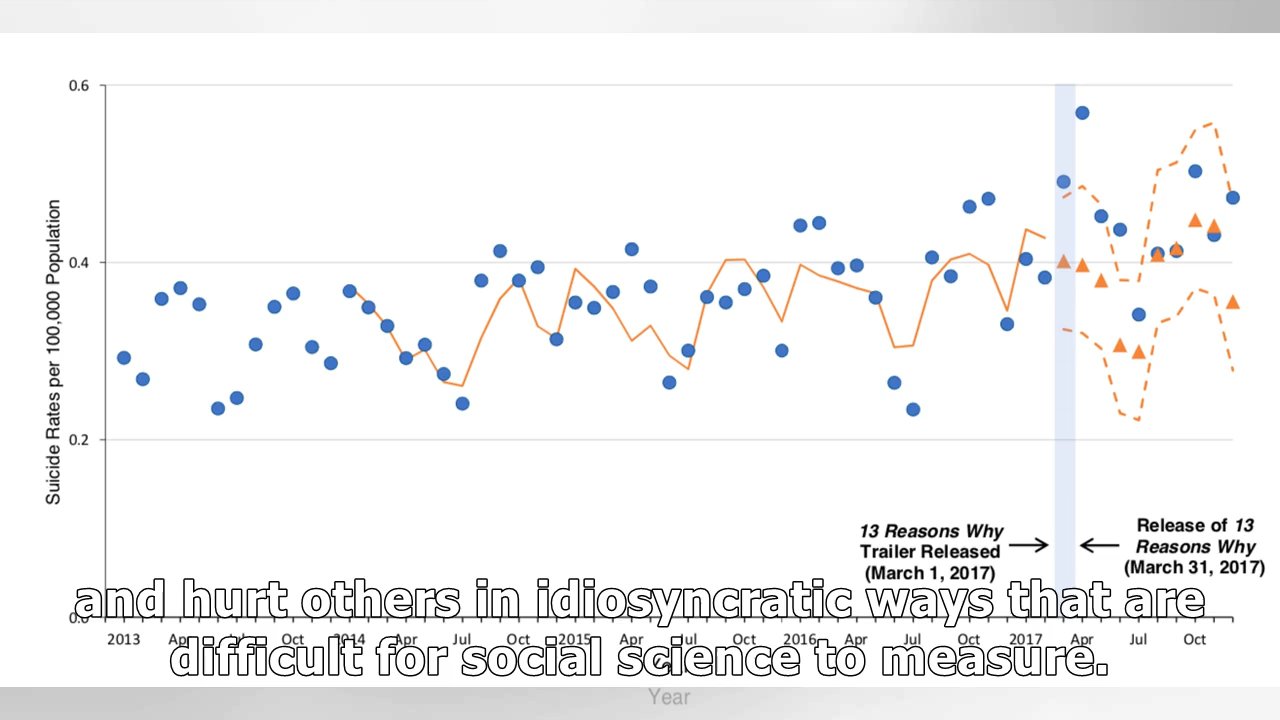 0.6
0.4
0.2
Suicide Rates per 100,000 Population
13 Reasons Why
Trailer Released
(March 1, 2017)
Release of 13
Reasons Why
(March 31, 2017)
and hurt others in idiosyncratic ways that are
2013 Oct 2014 Apr Jul Oct 2015 Apr Jul Oct 2016 Apr Jul Oct 2017 Apr Jul Oct
difficult for social science to measure.
Year